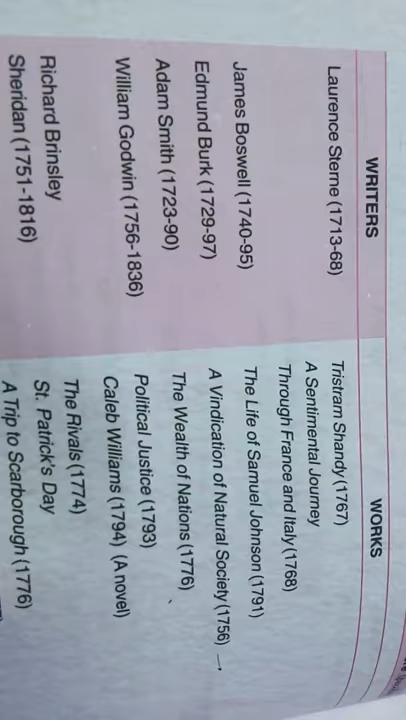 WRITERS WORKS
Laurence Sterne (1713-68) Tristram Shandy (1767)
A Sentimental Journey
Through France and Italy (1768)
James Boswell (1740-95) The Life of Samuel Johnson (1791)
Edmund Burk (1729-97) A Vindication of Natural Society (1756)
Adam Smith (1723-90) The Wealth of Nations (1776)
William Godwin (1756-1836) Political Justice (1793)
Caleb Williams (1794) (A novel)
Richard Brinsley The Rivals (1774)
Sheridan (1751-1816) St. Patrick's Day
A Trip to Scarborough (1776)